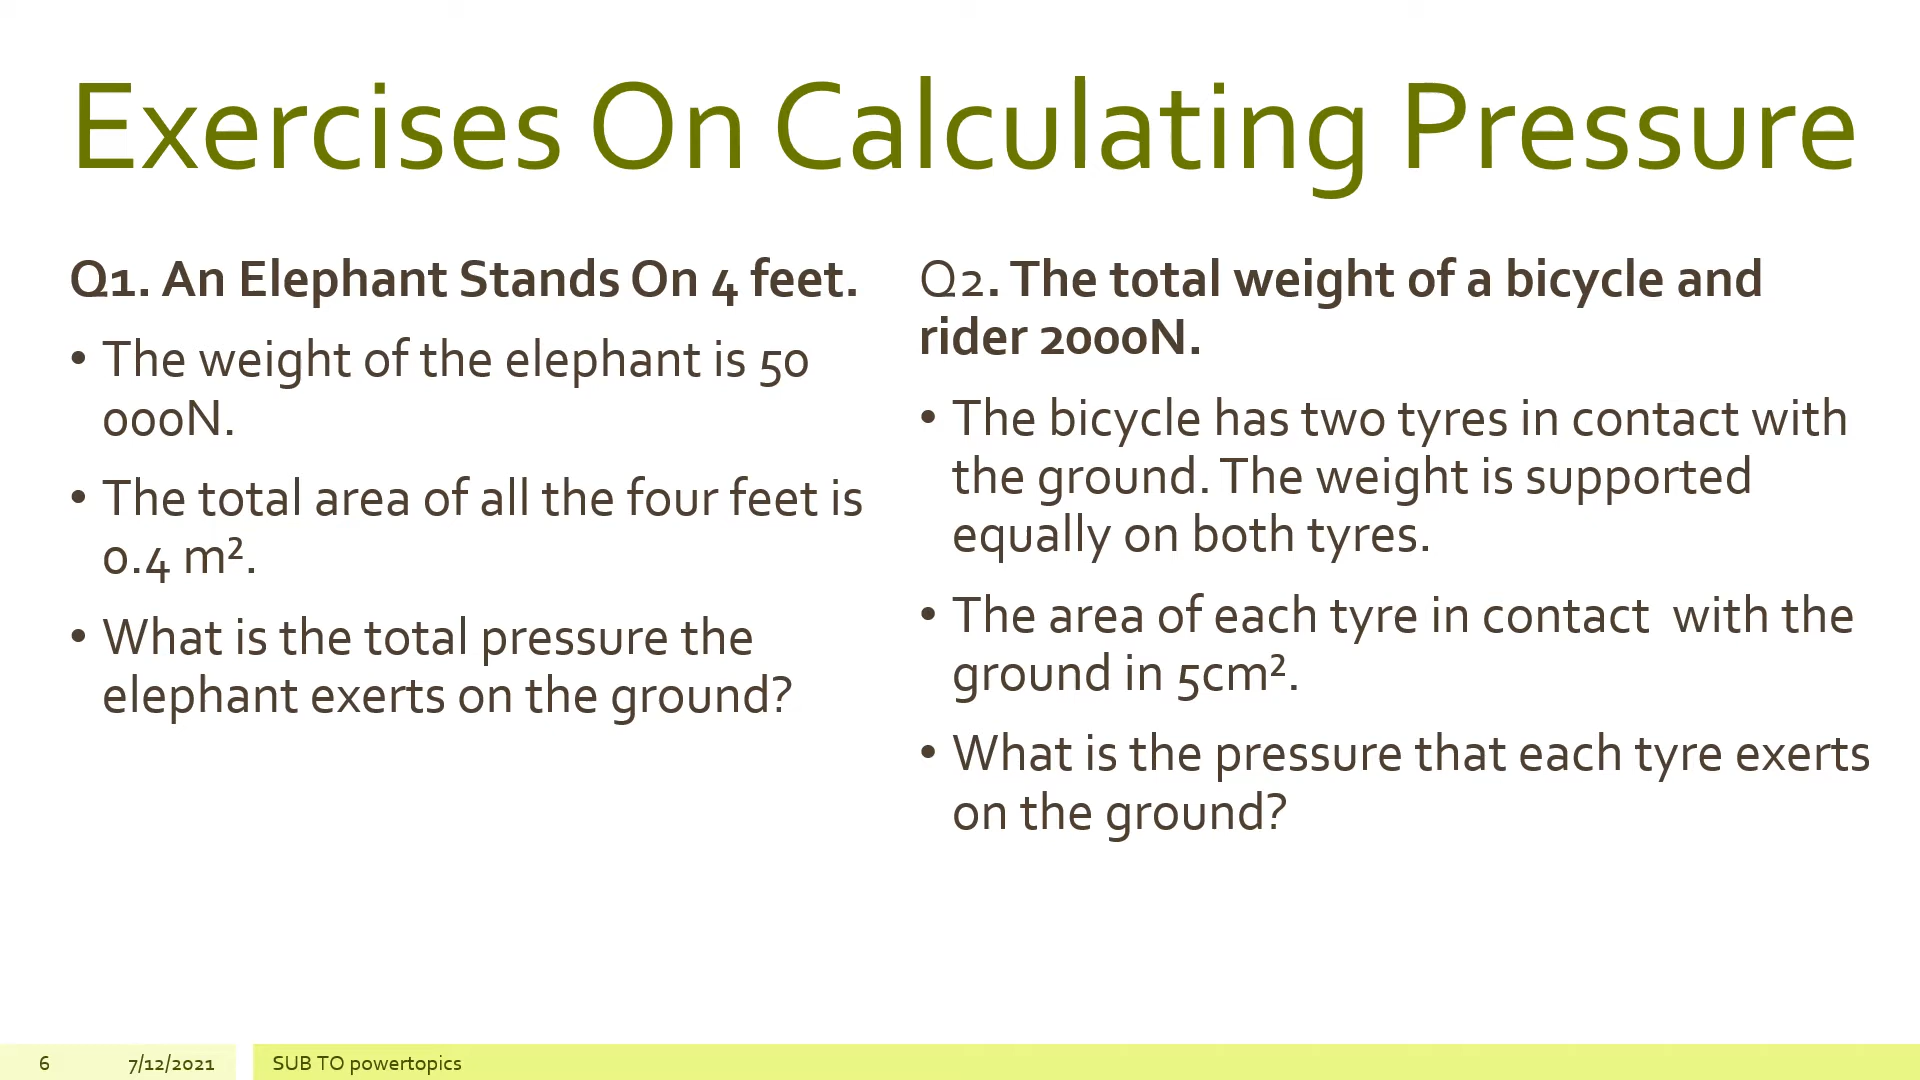 Exercises On Calculating Pressure
Q1. An Elephant Stands On 4 feet.
• The weight of the elephant is 50
000N.
• The total area of all the four feet is
0.4 m².
• What is the total pressure the
elephant exerts on the ground?
Q2. The total weight of a bicycle and
rider 2000N.
• The bicycle has two tyres in contact with
the ground. The weight is supported
equally on both tyres.
• The area of each tyre in contact  with the
ground in 5cm².
• What is the pressure that each tyre exerts
on the ground?
6 7/12/2021 SUB TO powertopics